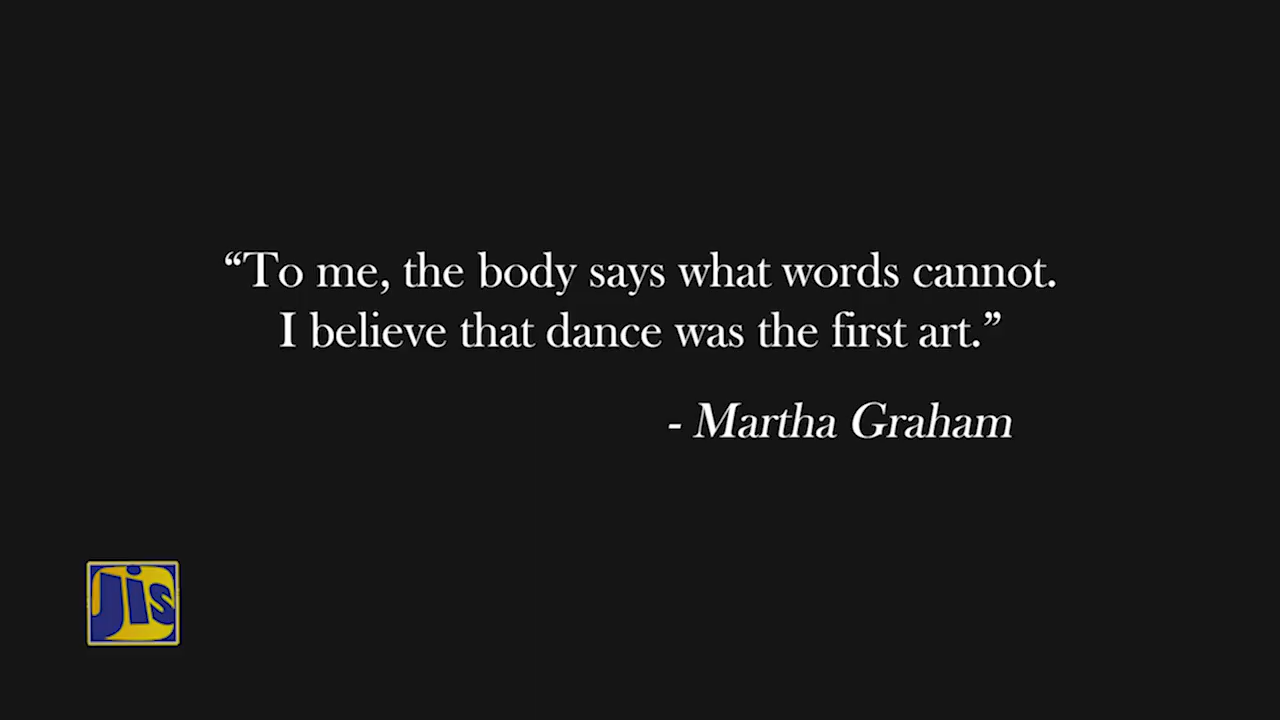 “To me, the body says what words cannot.
I believe that dance was the first art.”
- Martha Graham
Jis